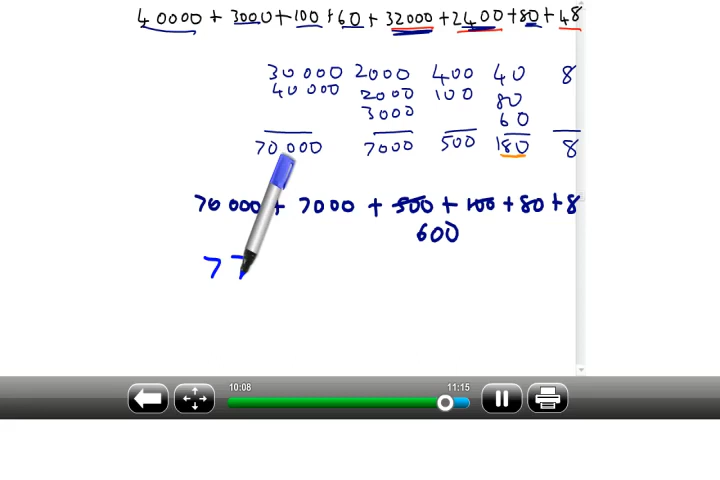 40000 + 3000 + 100 + 60 + 32000 + 2400 + 80 + 48
30000 2000 400 40 8
40000 2000 100 80
3000 60
70000 7000 500 180 8
70000 + 7000 + 500 + 100 + 80 + 8
600
77
10:08 11:15